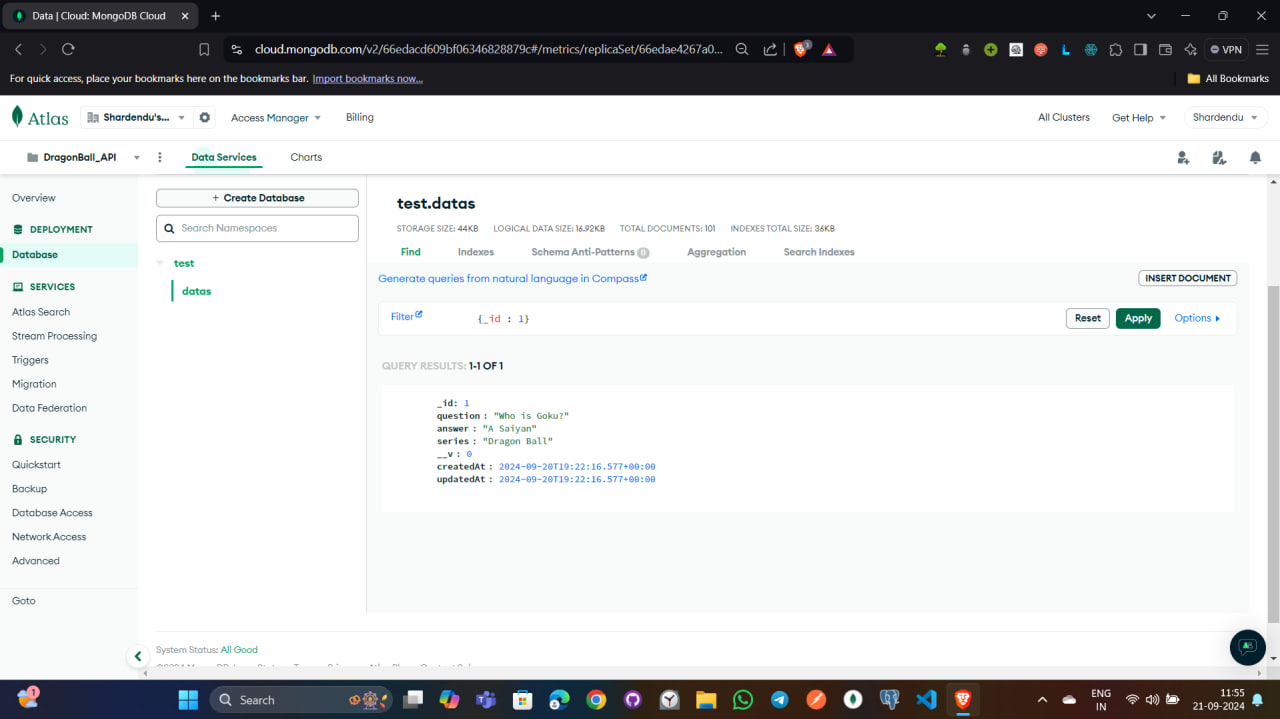 Data | Cloud: MongoDB Cloud
cloud.mongodb.com/v2/66edacd609bf06346828879c#/metrics/replicaSet/66edae4267a0...
3
VPN
For quick access, place your bookmarks here on the bookmarks bar. Import bookmarks now...
All Bookmarks
Atlas
Shardendu's...
Access Manager
Billing
All Clusters
Get Help
Shardendu
DragonBall_API
Data Services
Charts
Overview
DEPLOYMENT
Database
SERVICES
Atlas Search
Stream Processing
Triggers
Migration
Data Federation
SECURITY
Quickstart
Backup
Database Access
Network Access
Advanced
Goto
+ Create Database
Search Namespaces
test
datas
test.datas
STORAGE SIZE: 44KB LOGICAL DATA SIZE: 16.92KB TOTAL DOCUMENTS: 101 INDEXES TOTAL SIZE: 36KB
Find Indexes Schema Anti-Patterns 0 Aggregation Search Indexes
Generate queries from natural language in Compass
INSERT DOCUMENT
Filter
{_id : 1}
Reset
Apply
Options
QUERY RESULTS: 1-1 OF 1
_id: 1
question : "Who is Goku?"
answer : "A Saiyan"
series : "Dragon Ball"
__v : 0
createdAt : 2024-09-20T19:22:16.577+00:00
updatedAt : 2024-09-20T19:22:16.577+00:00
System Status: All Good
1
Search
ENG
IN
11:55
21-09-2024